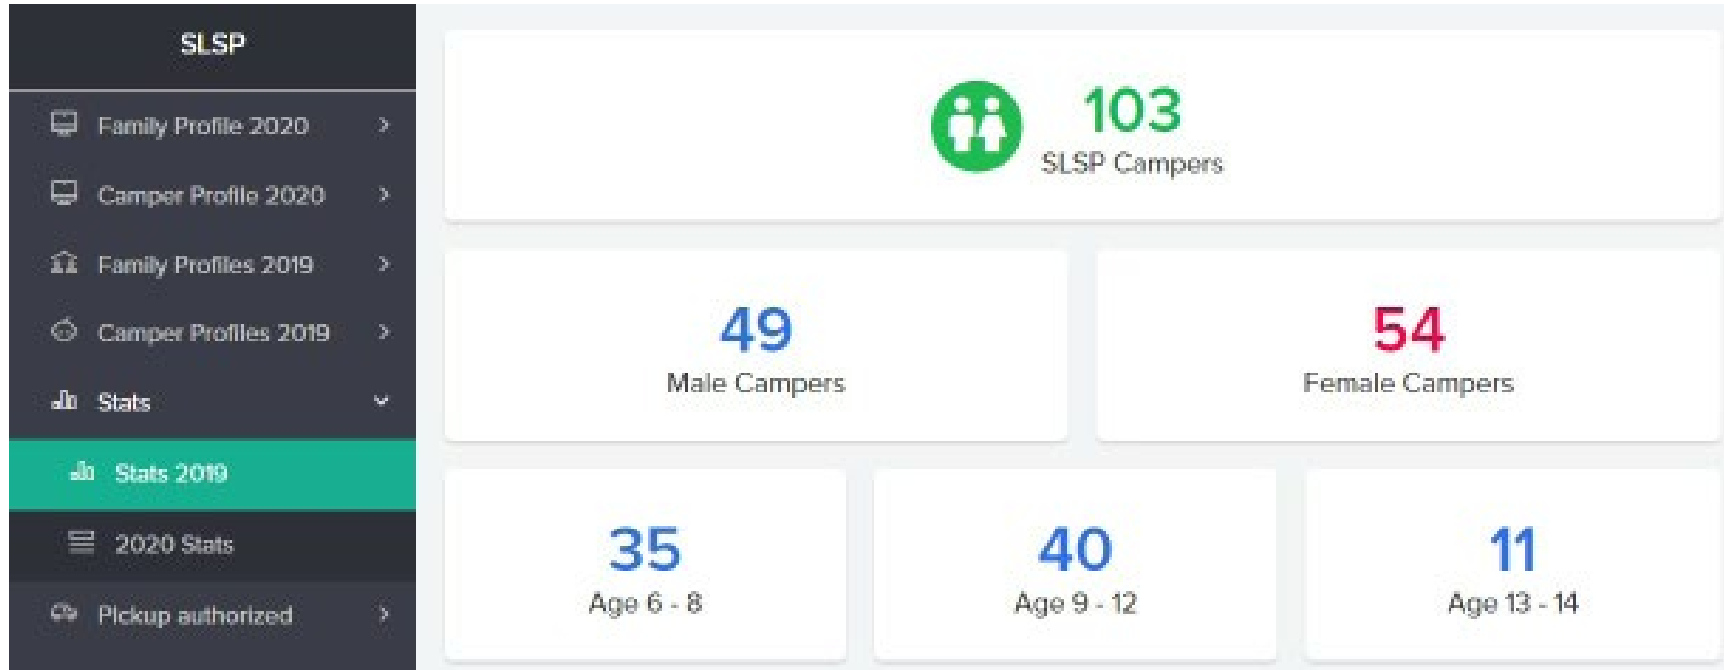 SLSP
Family Profile 2020
Camper Profile 2020
Family Profiles 2019
Camper Profiles 2019
Stats
Stats 2019
2020 Stats
Pickup authorized
103
SLSP Campers
49
Male Campers
54
Female Campers
35
Age 6 - 8
40
Age 9 - 12
11
Age 13 - 14